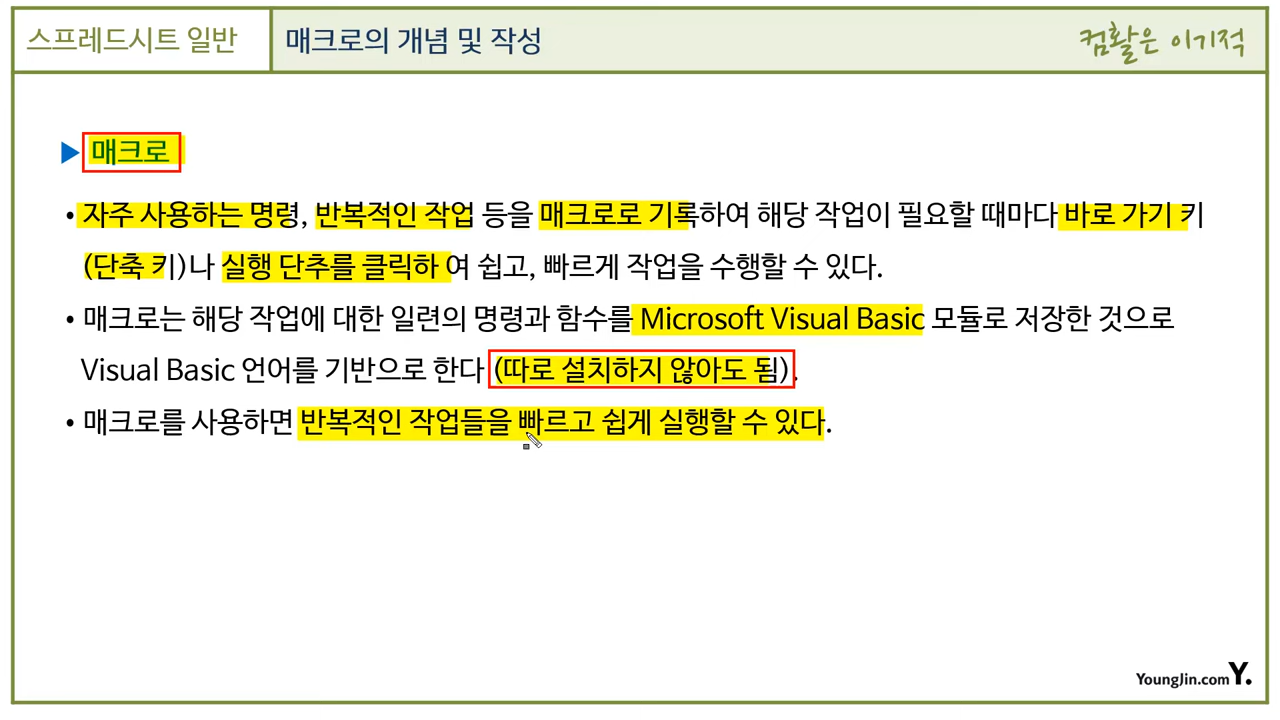 스프레드시트 일반
매크로의 개념 및 작성
컴활은 이기적
매크로
• 자주 사용하는 명령, 반복적인 작업 등을 매크로로 기록하여 해당 작업이 필요할 때마다 바로 가기 키
(단축 키)나 실행 단추를 클릭하 여 쉽고, 빠르게 작업을 수행할 수 있다.
• 매크로는 해당 작업에 대한 일련의 명령과 함수를 Microsoft Visual Basic 모듈로 저장한 것으로
Visual Basic 언어를 기반으로 한다 (따로 설치하지 않아도 됨).
• 매크로를 사용하면 반복적인 작업들을 빠르고 쉽게 실행할 수 있다.
YoungJin.com Y.